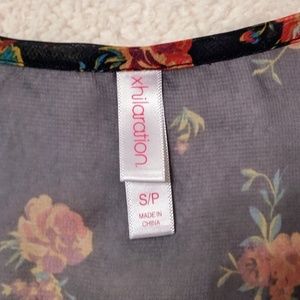 xhilaration.
S/P
MADE IN
CHINA